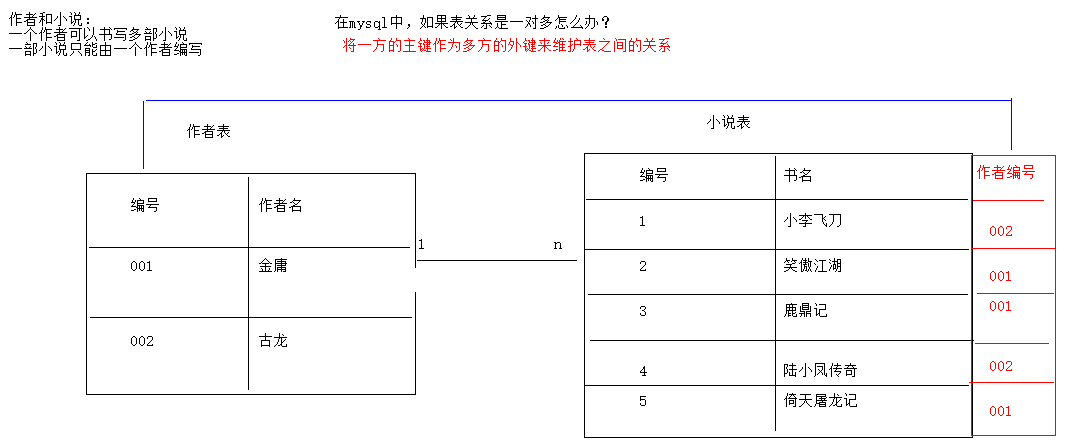 作者和小说：
一个作者可以书写多部小说
一部小说只能由一个作者编写
在mysql中，如果表关系是一对多怎么办？
将一方的主键作为多方的外键来维护表之间的关系
作者表
编号 作者名
001 金庸
002 古龙
1 n
小说表
编号 书名 作者编号
1 小李飞刀 002
2 笑傲江湖 001
3 鹿鼎记 001
4 陆小凤传奇 002
5 倚天屠龙记 001